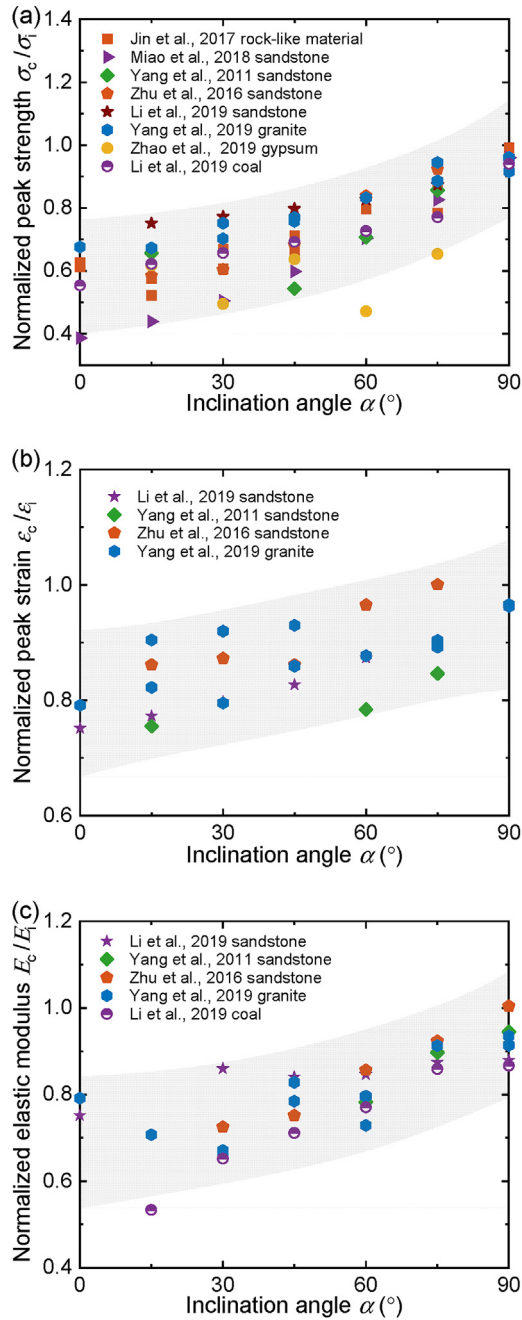 (a)
1.4
1.2
1.0
0.8
0.6
0.4
Normalized peak strength σc/σi
Jin et al., 2017 rock-like material
Miao et al., 2018 sandstone
Yang et al., 2011 sandstone
Zhu et al., 2016 sandstone
Li et al., 2019 sandstone
Yang et al., 2019 granite
Zhao et al., 2019 gypsum
Li et al., 2019 coal
0 30 60 90
Inclination angle α (°)
(b)
1.2
1.0
0.8
0.6
Normalized peak strain εc/εi
Li et al., 2019 sandstone
Yang et al., 2011 sandstone
Zhu et al., 2016 sandstone
Yang et al., 2019 granite
0 30 60 90
Inclination angle α (°)
(c)
1.2
1.0
0.8
0.6
0.4
Normalized elastic modulus Ec/Ei
Li et al., 2019 sandstone
Yang et al., 2011 sandstone
Zhu et al., 2016 sandstone
Yang et al., 2019 granite
Li et al., 2019 coal
0 30 60 90
Inclination angle α (°)